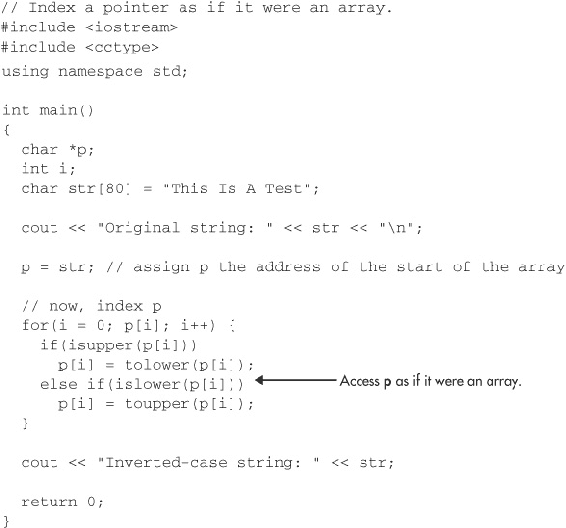 // Index a pointer as if it were an array.
#include <iostream>
#include <cctype>
using namespace std;

int main()
{
  char *p;
  int i;
  char str[80] = "This Is A Test";

  cout << "Original string: " << str << "\n";

  p = str; // assign p the address of the start of the array

  // now, index p
  for(i = 0; p[i]; i++) {
    if(isupper(p[i]))
      p[i] = tolower(p[i]);
    else if(islower(p[i])) Access p as if it were an array.
      p[i] = toupper(p[i]);
  }

  cout << "Inverted-case string: " << str;

  return 0;
}